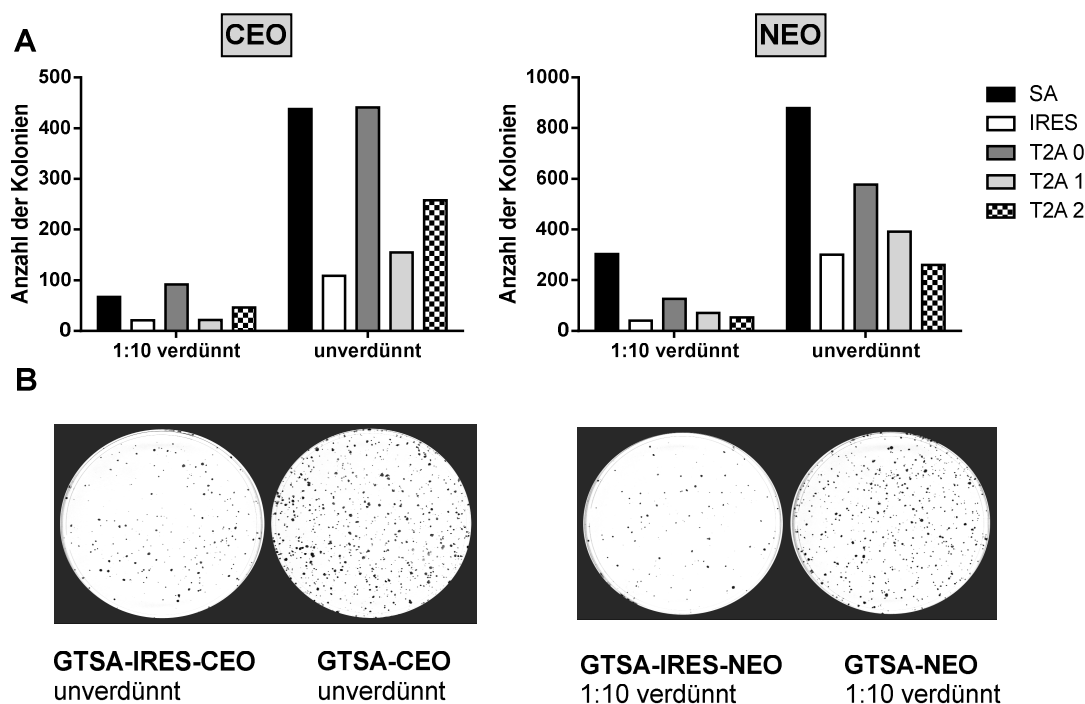 A
CEO
NEO
500
400
300
200
100
0
Anzahl der Kolonien
1:10 verdünnt
unverdünnt
1000
800
600
400
200
0
Anzahl der Kolonien
1:10 verdünnt
unverdünnt
SA
IRES
T2A 0
T2A 1
T2A 2
B
GTSA-IRES-CEO
unverdünnt
GTSA-CEO
unverdünnt
GTSA-IRES-NEO
1:10 verdünnt
GTSA-NEO
1:10 verdünnt